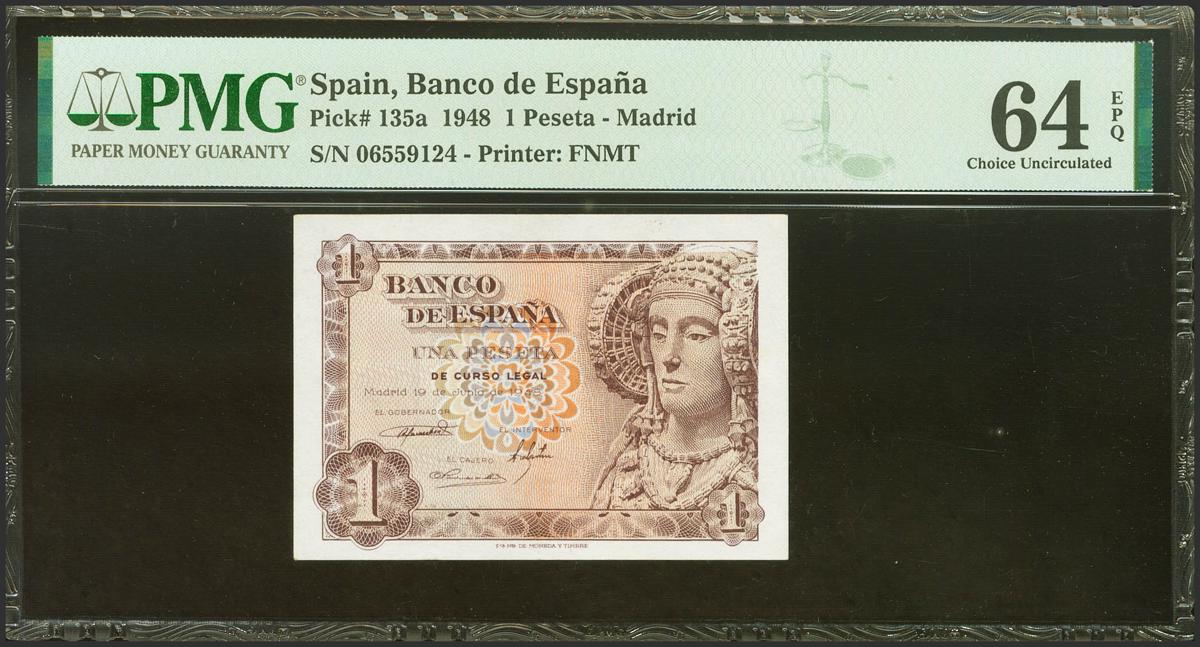 PMG®
PAPER MONEY GUARANTY
Spain, Banco de España
Pick# 135a 1948 1 Peseta - Madrid
S/N 06559124 - Printer: FNMT
64
EPQ
Choice Uncirculated
1
BANCO
DE ESPAÑA
UNA PESETA
DE CURSO LEGAL
Madrid 19 de Junio de 1948
EL GOBERNADOR
EL INTERVENTOR
EL CAJERO
1
1
DE MONEDA Y TIMBRE